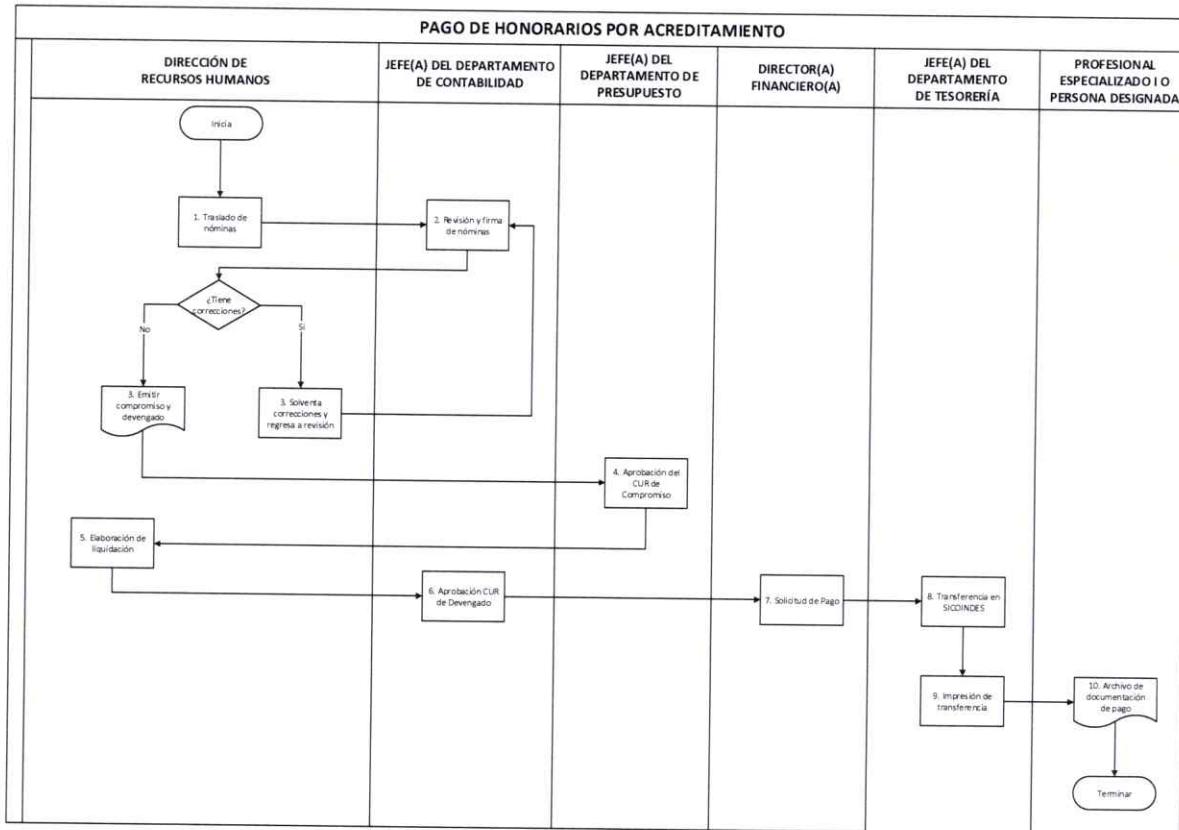 PAGO DE HONORARIOS POR ACREDITAMIENTO
DIRECCIÓN DE
RECURSOS HUMANOS
JEFE(A) DEL DEPARTAMENTO
DE CONTABILIDAD
JEFE(A) DEL
DEPARTAMENTO DE
PRESUPUESTO
DIRECTOR(A)
FINANCIERO(A)
JEFE(A) DEL
DEPARTAMENTO
DE TESORERÍA
PROFESIONAL
ESPECIALIZADO I O
PERSONA DESIGNADA
Inicia
1. Traslado de
nóminas
2. Revisión y firma
de nóminas
¿Tiene
correcciones?
No
Si
3. Emitir
compromiso y
devengado
3. Solventa
correcciones y
regresa a revisión
4. Aprobación del
CUR de
Compromiso
5. Elaboración de
liquidación
6. Aprobación CUR
de Devengado
7. Solicitud de Pago
8. Transferencia en
SICOINDES
9. Impresión de
transferencia
10. Archivo de
documentación
de pago
Terminar